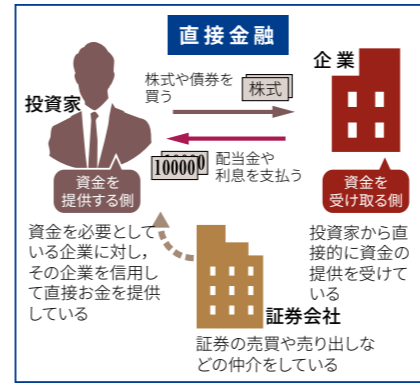 直接金融
企業
投資家
株式や債券を
買う
株式
10000
配当金や
利息を支払う
資金を
提供する側
資金を
受け取る側
資金を必要として
いる企業に対し，
その企業を信用し
て直接お金を提供
している
投資家から直
接的に資金の
提供を受けて
いる
証券会社
証券の売買や売り出しな
どの仲介をしている